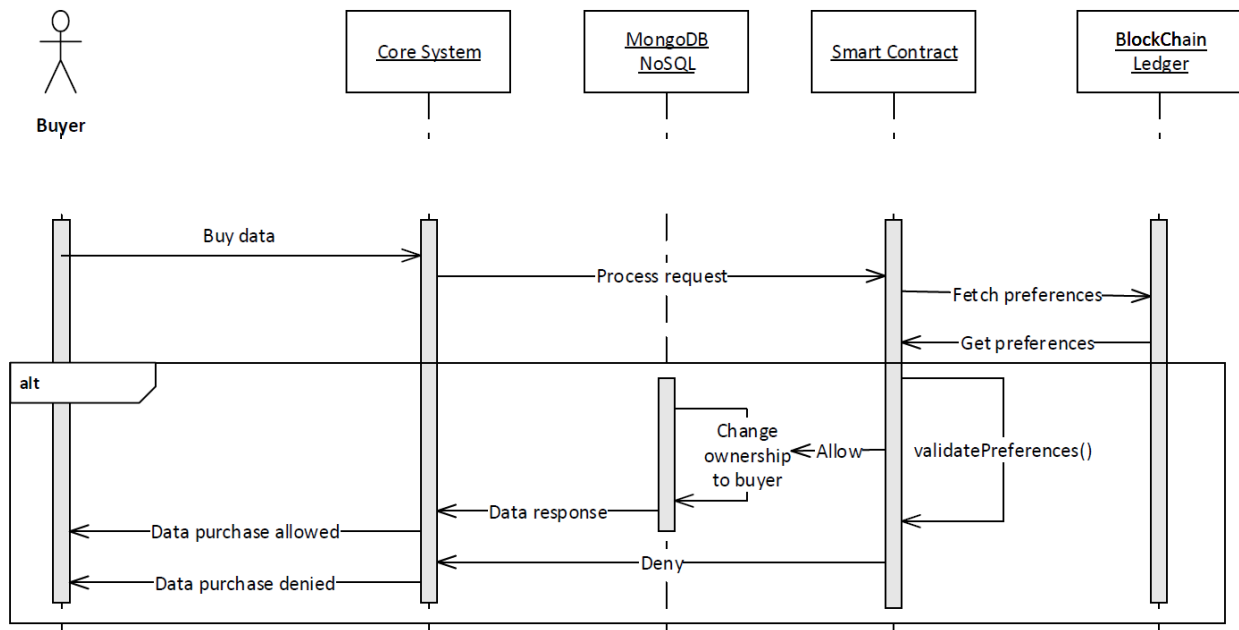 Buyer
Core System
MongoDB
NoSQL
Smart Contract
BlockChain
Ledger
Buy data
Process request
Fetch preferences
Get preferences
alt
Change
ownership
to buyer
Allow
validatePreferences()
Data response
Data purchase allowed
Deny
Data purchase denied